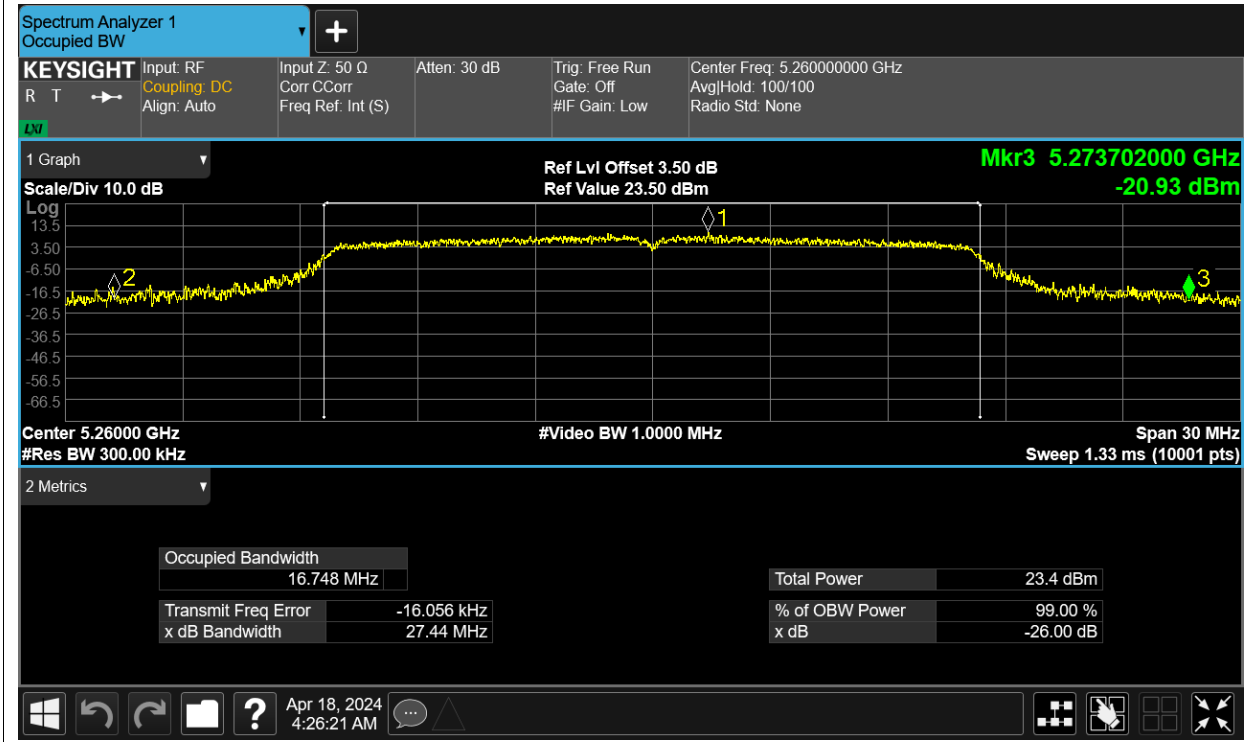 Spectrum Analyzer 1
Occupied BW
KEYSIGHT
R T
LXI
Input: RF
Coupling: DC
Align: Auto
Input Z: 50 Ω
Corr CCorr
Freq Ref: Int (S)
Atten: 30 dB
Trig: Free Run
Gate: Off
#IF Gain: Low
Center Freq: 5.260000000 GHz
Avg|Hold: 100/100
Radio Std: None
1 Graph
Scale/Div 10.0 dB
Ref Lvl Offset 3.50 dB
Ref Value 23.50 dBm
Mkr3 5.273702000 GHz
-20.93 dBm
Log
13.5
3.50
-6.50
-16.5
-26.5
-36.5
-46.5
-56.5
-66.5
1
2
3
Center 5.26000 GHz
#Video BW 1.0000 MHz
Span 30 MHz
#Res BW 300.00 kHz
Sweep 1.33 ms (10001 pts)
2 Metrics
Occupied Bandwidth
16.748 MHz
Total Power 23.4 dBm
Transmit Freq Error -16.056 kHz
% of OBW Power 99.00 %
x dB Bandwidth 27.44 MHz
x dB -26.00 dB
?
Apr 18, 2024
4:26:21 AM